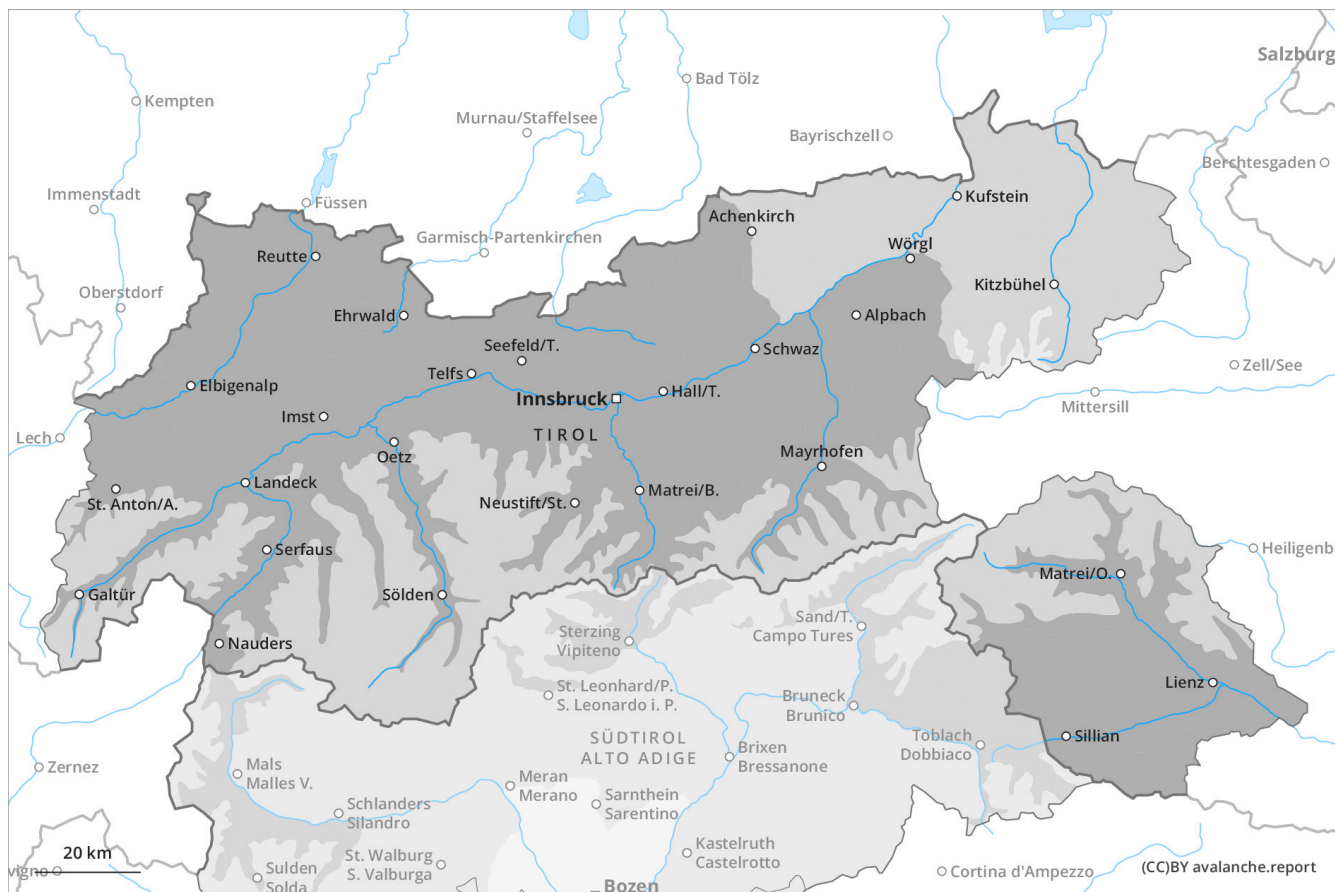 Salzburg
Kempten
Bad Tölz
Murnau/Staffelsee
Bayrischzell
Berchtesgaden
Immenstadt
Füssen
Kufstein
Achenkirch
Garmisch-Partenkirchen
Wörgl
Reutte
Kitzbühel
Oberstdorf
Ehrwald
Alpbach
Seefeld/T.
Schwaz
Zell/See
Telfs
Elbigenalp
Innsbruck
Hall/T.
Mittersill
Imst
TIROL
Lech
Oetz
Mayrhofen
Landeck
St. Anton/A.
Neustift/St.
Matrei/B.
Serfaus
Heiligenb
Matrei/O.
Galtür
Sölden
Sand/T.
Campo Tures
Sterzing
Vipiteno
Nauders
Lienz
St. Leonhard/P.
S. Leonardo i. P.
Bruneck
Brunico
SÜDTIROL
ALTO ADIGE
Sillian
Toblach
Dobbiaco
Brixen
Bressanone
Zernez
Mals
Malles V.
Meran
Merano
Sarnthein
Sarentino
Schlanders
Silandro
Kastelruth
Castelrotto
20 km
St. Walburg
S. Valburga
vigno
Sulden
Solda
Cortina d'Ampezzo
(CC)BY avalanche.report
Bozen